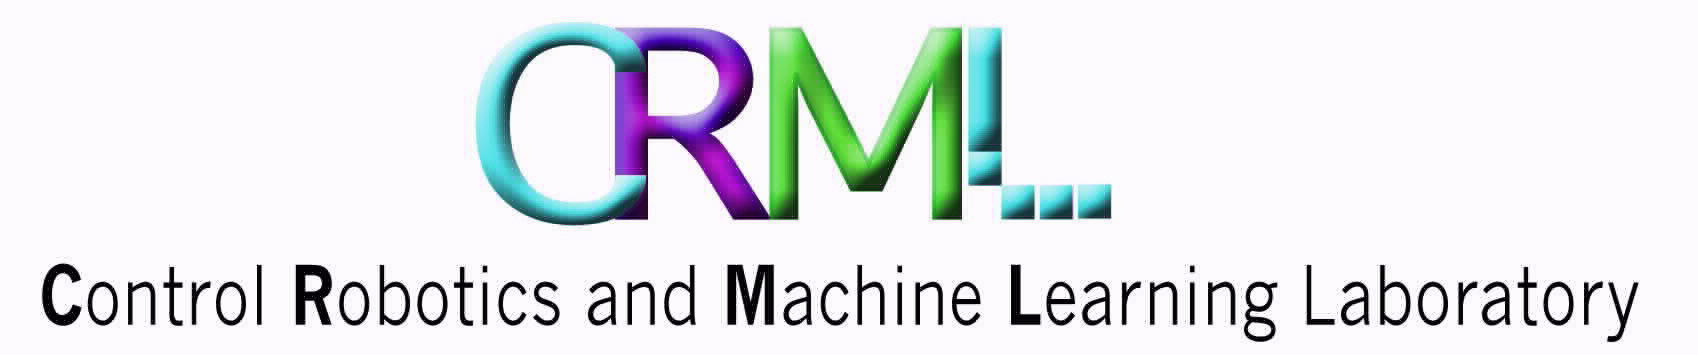 CRML
Control Robotics and Machine Learning Laboratory